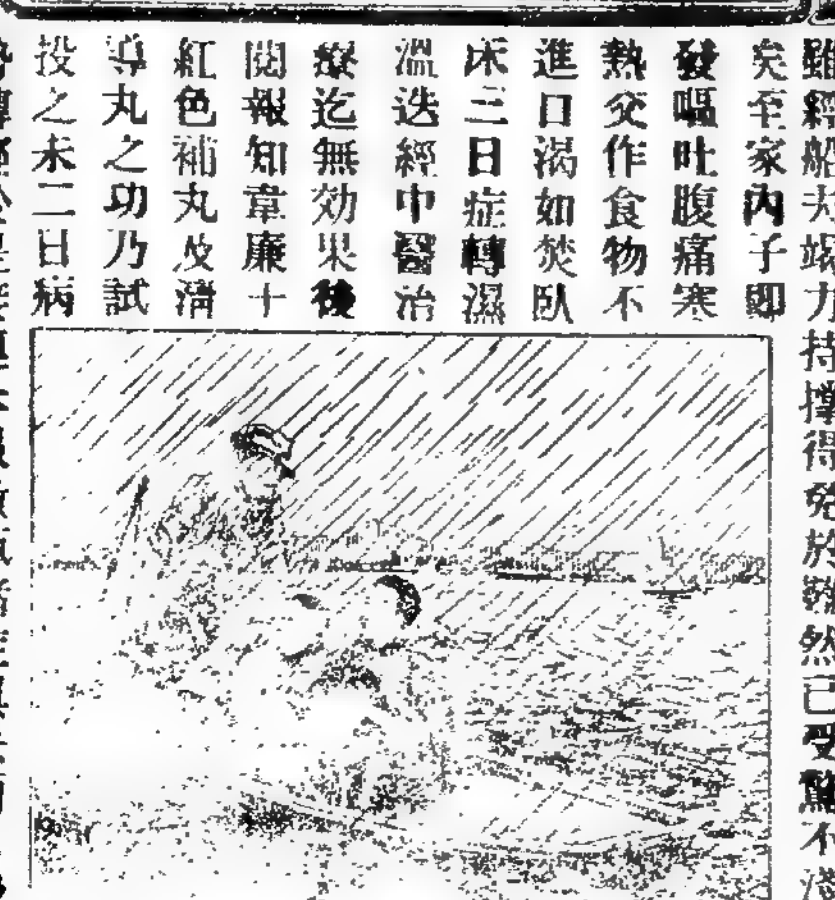 雖經船夫竭力持撑得免於難然已受驚不淺
矣至家內子即
發嘔吐腹痛寒
熱交作食物不
進口渴如焚臥
床三日症轉濕
溫迭經中醫治
療迄無効果後
閱報知韋廉十
紅色補丸及清
導丸之功乃試
投之未二日病